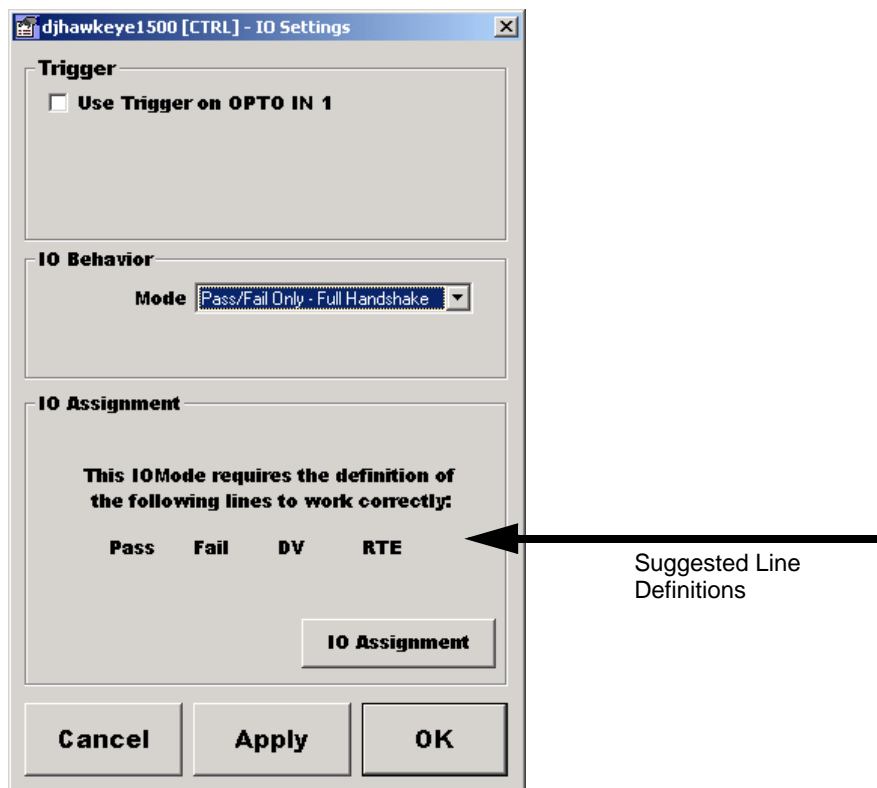 djhawkeye1500 [CTRL] - IO Settings
Trigger
Use Trigger on OPTO IN 1
IO Behavior
Mode Pass/Fail Only - Full Handshake
IO Assignment
This IOMode requires the definition of
the following lines to work correctly:
Pass Fail DV RTE
Suggested Line
Definitions
IO Assignment
Cancel Apply OK